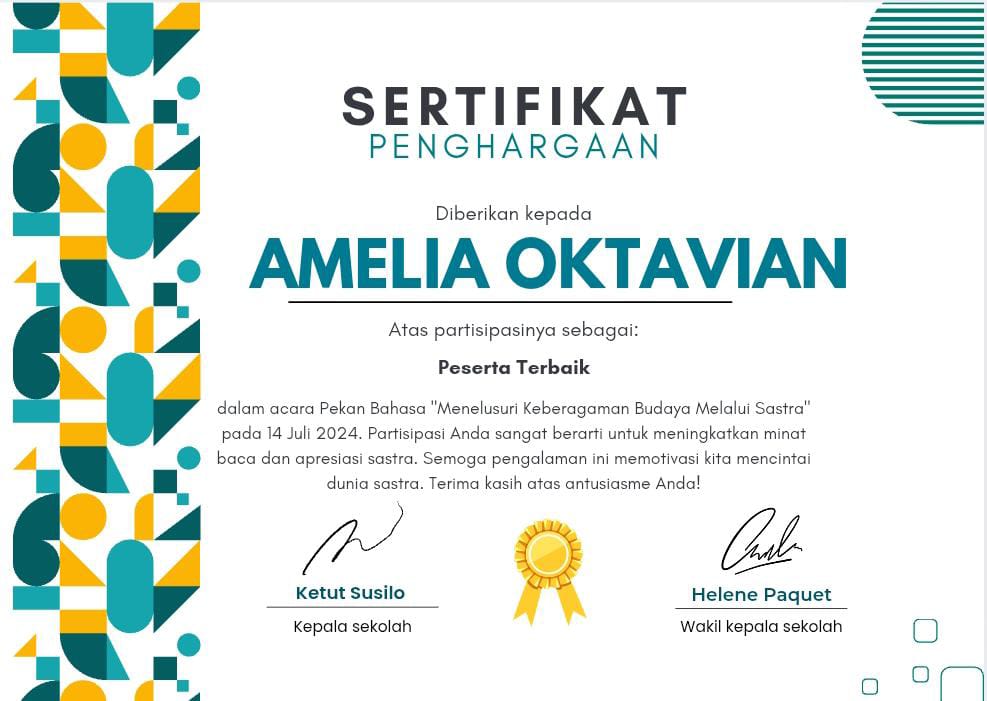 SERTIFIKAT
PENGHARGAAN
Diberikan kepada
AMELIA OKTAVIAN
Atas partisipasinya sebagai:
Peserta Terbaik
dalam acara Pekan Bahasa "Menelusuri Keberagaman Budaya Melalui Sastra"
pada 14 Juli 2024. Partisipasi Anda sangat berarti untuk meningkatkan minat
baca dan apresiasi sastra. Semoga pengalaman ini memotivasi kita mencintai
dunia sastra. Terima kasih atas antusiasme Anda!
Ketut Susilo
Kepala sekolah
Helene Paquet
Wakil kepala sekolah